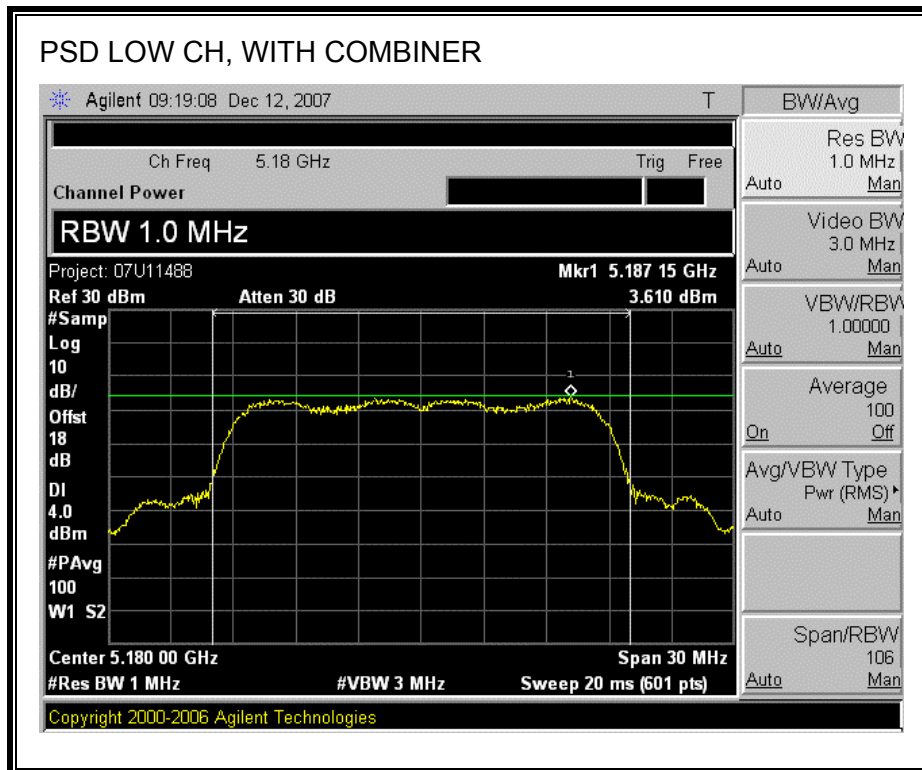 PSD LOW CH, WITH COMBINER
Agilent 09:19:08 Dec 12, 2007 T
BW/Avg
Ch Freq 5.18 GHz Trig Free
Channel Power
RBW 1.0 MHz
Project: 07U11488 Mkr1 5.187 15 GHz
Ref 30 dBm Atten 30 dB 3.610 dBm
#Samp
Log
10
dB/
Offst
18
dB
DI
4.0
dBm
#PAvg
100
W1 S2
1
Center 5.180 00 GHz Span 30 MHz
#Res BW 1 MHz #VBW 3 MHz Sweep 20 ms (601 pts)
Copyright 2000-2006 Agilent Technologies
Res BW
1.0 MHz
Auto Man
Video BW
3.0 MHz
Auto Man
VBW/RBW
1.00000
Auto Man
Average
100
On Off
Avg/VBW Type
Pwr (RMS)
Auto Man
Span/RBW
106
Auto Man